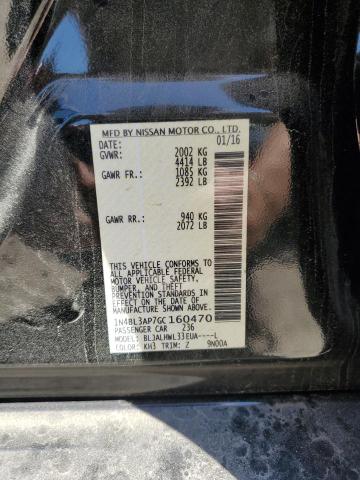 MFD BY NISSAN MOTOR CO., LTD.
DATE: 01/16
GVWR: 2002 KG
4414 LB
GAWR FR.: 1085 KG
2392 LB
GAWR RR.: 940 KG
2072 LB
THIS VEHICLE CONFORMS TO
ALL APPLICABLE FEDERAL
MOTOR VEHICLE SAFETY,
BUMPER, AND THEFT
PREVENTION STANDARDS IN
EFFECT ON THE DATE OF
MANUFACTURE SHOWN ABOVE.
1N4BL3AP7GC160470
PASSENGER CAR 236
MODEL: BLJALHWL33EUA----L
COLOR: KH3 TRIM: Z 9N00A